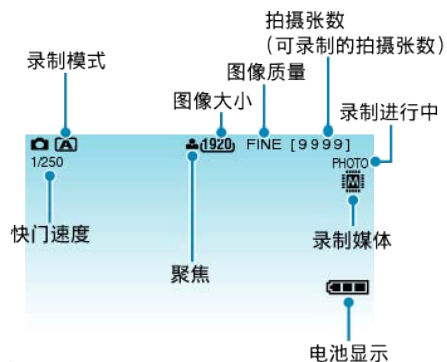 拍摄张数
(可录制的拍摄张数)
录制模式
图像质量
图像大小
录制进行中
A 1920 FINE [9999]
1/250
PHOTO
M
快门速度
录制媒体
聚焦
电池显示